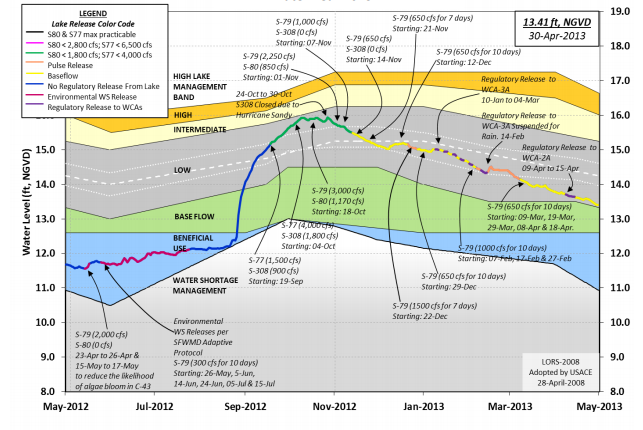 LEGEND
Lake Release Color Code
S80 & S77 max practicable
S80 < 2,800 cfs; S77 < 6,500 cfs
S80 < 1,800 cfs; S77 < 4,000 cfs
Pulse Release
Baseflow
No Regulatory Release From Lake
Environmental WS Release
Regulatory Release to WCAs
13.41 ft, NGVD
30-Apr-2013
19.0
18.0
17.0
16.0
15.0
14.0
13.0
12.0
11.0
10.0
9.0
8.0
Water Level (ft, NGVD)
15.0
14.0
13.0
12.0
11.0
10.0
9.0
8.0
May-2012
Jul-2012
Sep-2012
Nov-2012
Jan-2013
Mar-2013
May-2013
HIGH LAKE
MANAGEMENT
BAND
HIGH
INTERMEDIATE
LOW
BASE FLOW
BENEFICIAL
USE
WATER SHORTAGE
MANAGEMENT
S-79 (1,000 cfs)
S-308 (0 cfs)
Starting: 07-Nov
S-79 (650 cfs for 7 days)
Starting: 21-Nov
S-79 (650 cfs)
S-308 (0 cfs)
Starting: 14-Nov
S-79 (650 cfs for 10 days)
Starting: 12-Dec
S-79 (2,250 cfs)
S-80 (850 cfs)
Starting: 01-Nov
Regulatory Release to
WCA-3A
10-Jan to 04-Mar
24-Oct to 30-Oct
S308 Closed due to
Hurricane Sandy
Regulatory Release to
WCA-3A Suspended for
Rain. 14-Feb
Regulatory Release to
WCA-2A
09-Apr to 15-Apr
S-79 (3,000 cfs)
S-80 (1,170 cfs)
Starting: 18-Oct
S-79 (650 cfs for 10 days)
Starting: 09-Mar, 19-Mar,
29-Mar, 08-Apr & 18-Apr.
S-77 (4,000 cfs)
S-308 (1,800 cfs)
Starting: 04-Oct
S-79 (1000 cfs for 10 days)
Starting: 07-Feb, 17-Feb & 27-Feb
S-77 (1,500 cfs)
S-308 (900 cfs)
Starting: 19-Sep
S-79 (650 cfs for 10 days)
Starting: 29-Dec
S-79 (1500 cfs for 7 days)
Starting: 22-Dec
S-79 (2,000 cfs)
S-80 (0 cfs)
23-Apr to 26-Apr &
15-May to 17-May
to reduce the likelihood
of algae bloom in C-43
Environmental
WS Releases per
SFWMD Adaptive
Protocol
S-79 (300 cfs for 10 days)
Starting: 26-May, 5-Jun,
14-Jun, 24-Jun, 05-Jul & 15-Jul
LORS-2008
Adopted by USACE
28-April-2008